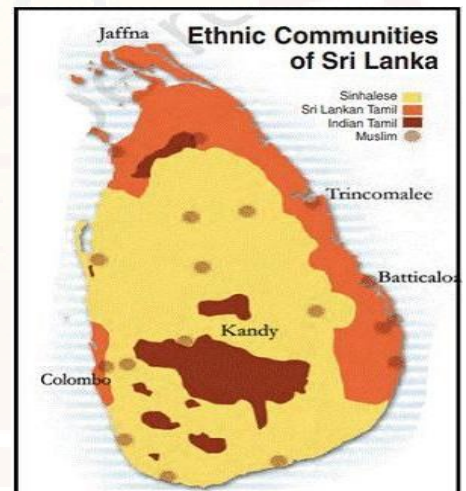 Jaffna
Ethnic Communities
of Sri Lanka
Sinhalese
Sri Lankan Tamil
Indian Tamil
Muslim
Trincomalee
Batticaloa
Kandy
Colombo